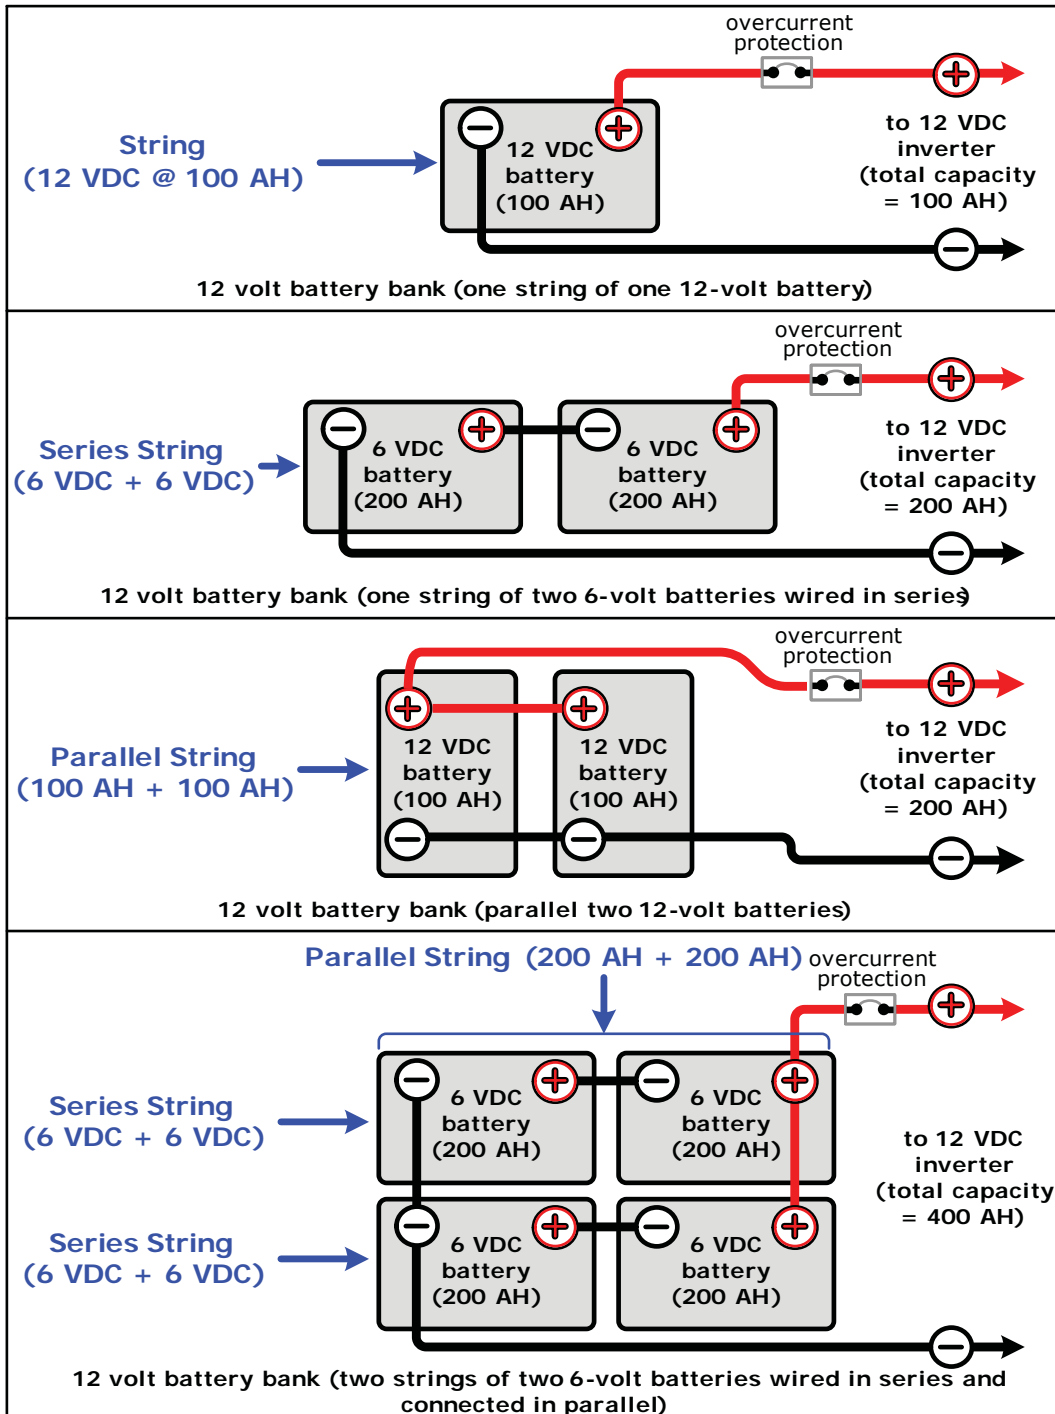 overcurrent
protection
String
(12 VDC @ 100 AH)
12 VDC
battery
(100 AH)
to 12 VDC
inverter
(total capacity
= 100 AH)
12 volt battery bank (one string of one 12-volt battery)
overcurrent
protection
Series String
(6 VDC + 6 VDC)
6 VDC
battery
(200 AH)
6 VDC
battery
(200 AH)
to 12 VDC
inverter
(total capacity
= 200 AH)
12 volt battery bank (one string of two 6-volt batteries wired in series)
overcurrent
protection
Parallel String
(100 AH + 100 AH)
12 VDC
battery
(100 AH)
12 VDC
battery
(100 AH)
to 12 VDC
inverter
(total capacity
= 200 AH)
12 volt battery bank (parallel two 12-volt batteries)
Parallel String (200 AH + 200 AH)
overcurrent
protection
Series String
(6 VDC + 6 VDC)
6 VDC
battery
(200 AH)
6 VDC
battery
(200 AH)
to 12 VDC
inverter
(total capacity
= 400 AH)
Series String
(6 VDC + 6 VDC)
6 VDC
battery
(200 AH)
6 VDC
battery
(200 AH)
12 volt battery bank (two strings of two 6-volt batteries wired in series and
connected in parallel)